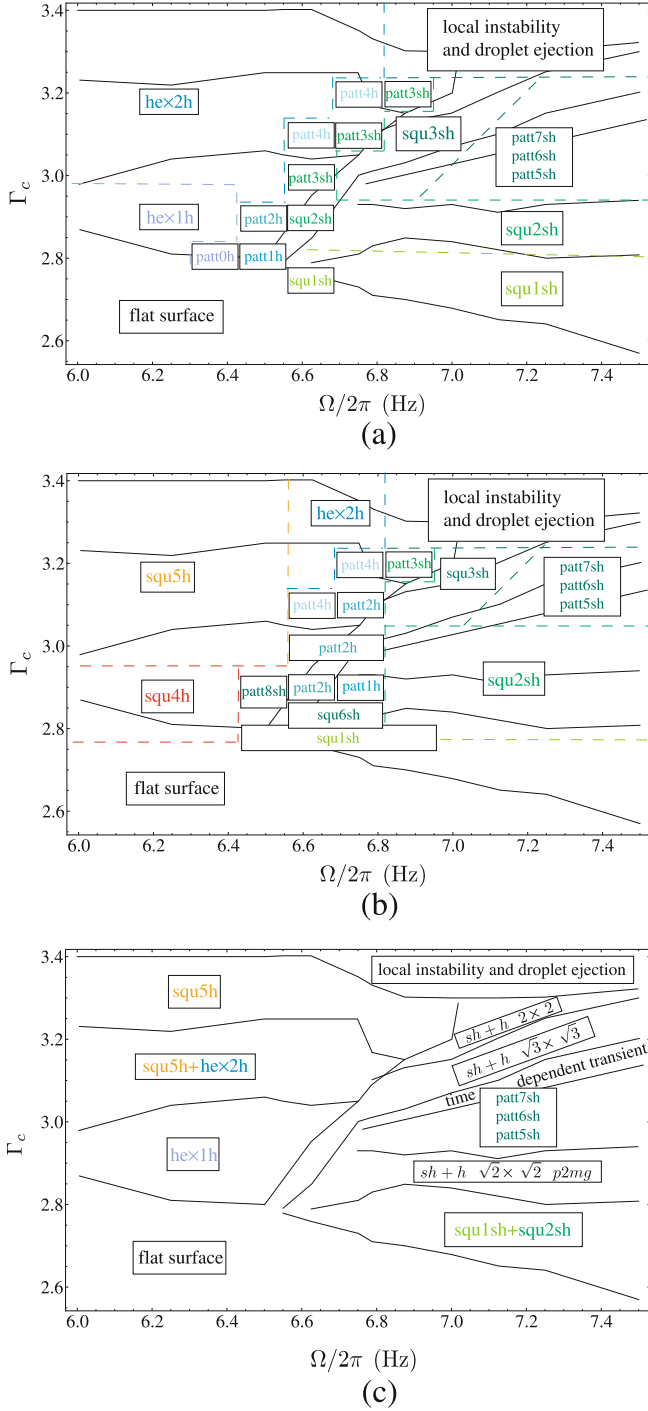 3.4
3.2
3.0
2.8
2.6
Γc
local instability
and droplet ejection
he×2h
patt4h
patt3sh
patt4h
patt3sh
squ3sh
patt7sh
patt6sh
patt5sh
patt3sh
he×1h
patt2h
squ2sh
squ2sh
patt0h
patt1h
squ1sh
squ1sh
flat surface
6.0
6.2
6.4
6.6
6.8
7.0
7.2
7.4
Ω/2π (Hz)
(a)
3.4
3.2
3.0
2.8
2.6
Γc
local instability
and droplet ejection
he×2h
squ5h
patt4h
patt3sh
squ3sh
patt7sh
patt6sh
patt5sh
patt4h
patt2h
patt2h
squ4h
patt8sh
patt2h
patt1h
squ2sh
squ6sh
squ1sh
flat surface
6.0
6.2
6.4
6.6
6.8
7.0
7.2
7.4
Ω/2π (Hz)
(b)
3.4
3.2
3.0
2.8
2.6
Γc
local instability and droplet ejection
squ5h
sh + h 2 × 2
sh + h √3 × √3
squ5h+he×2h
time dependent transient
patt7sh
patt6sh
patt5sh
he×1h
sh + h √2 × √2 p2mg
squ1sh+squ2sh
flat surface
6.0
6.2
6.4
6.6
6.8
7.0
7.2
7.4
Ω/2π (Hz)
(c)